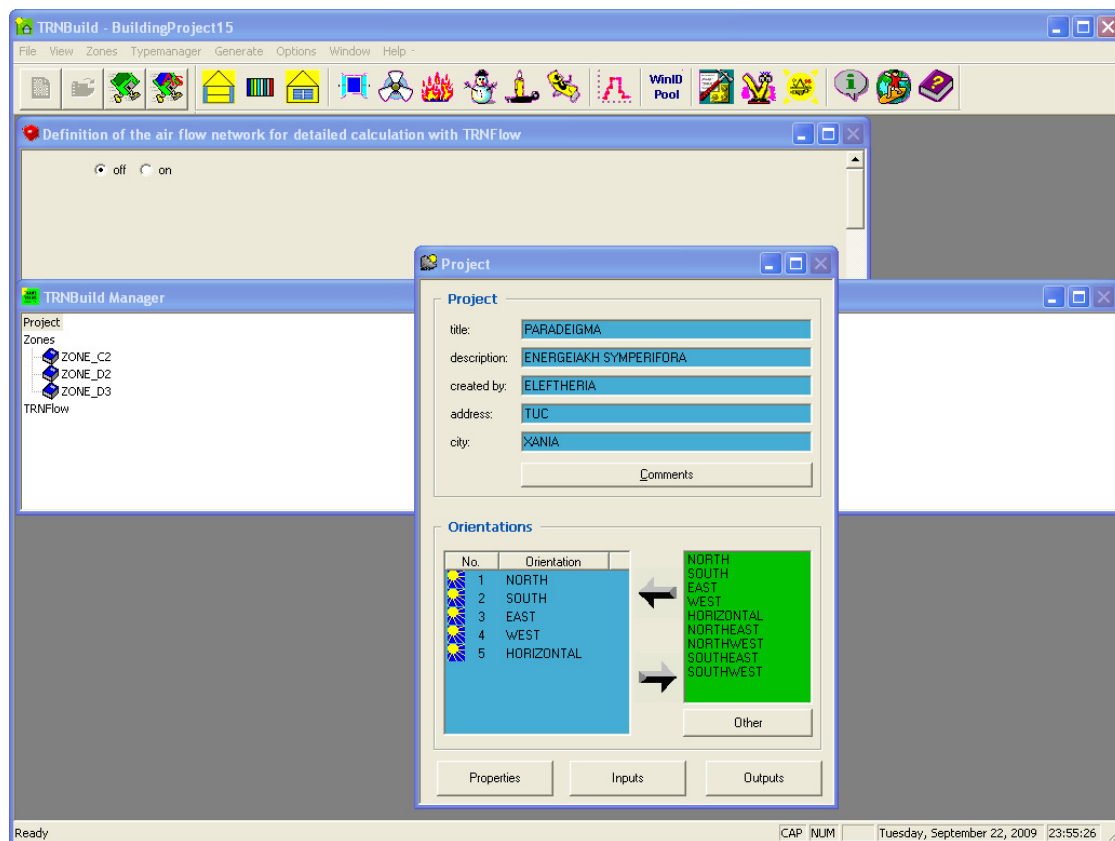 TRNBuild - BuildingProject15
File View Zones Typemanager Generate Options Window Help
WinID Pool
Definition of the air flow network for detailed calculation with TRNFlow
off on
TRNBuild Manager
Project
Zones
ZONE_C2
ZONE_D2
ZONE_D3
TRNFlow
Project
Project
title: PARADEIGMA
description: ENERGEIAKH SYMPERIFORA
created by: ELEFTHERIA
address: TUC
city: XANIA
Comments
Orientations
No. Orientation
1 NORTH
2 SOUTH
3 EAST
4 WEST
5 HORIZONTAL
NORTH
SOUTH
EAST
WEST
HORIZONTAL
NORTHEAST
NORTHWEST
SOUTHEAST
SOUTHWEST
Other
Properties Inputs Outputs
Ready CAP NUM Tuesday, September 22, 2009 23:55:26